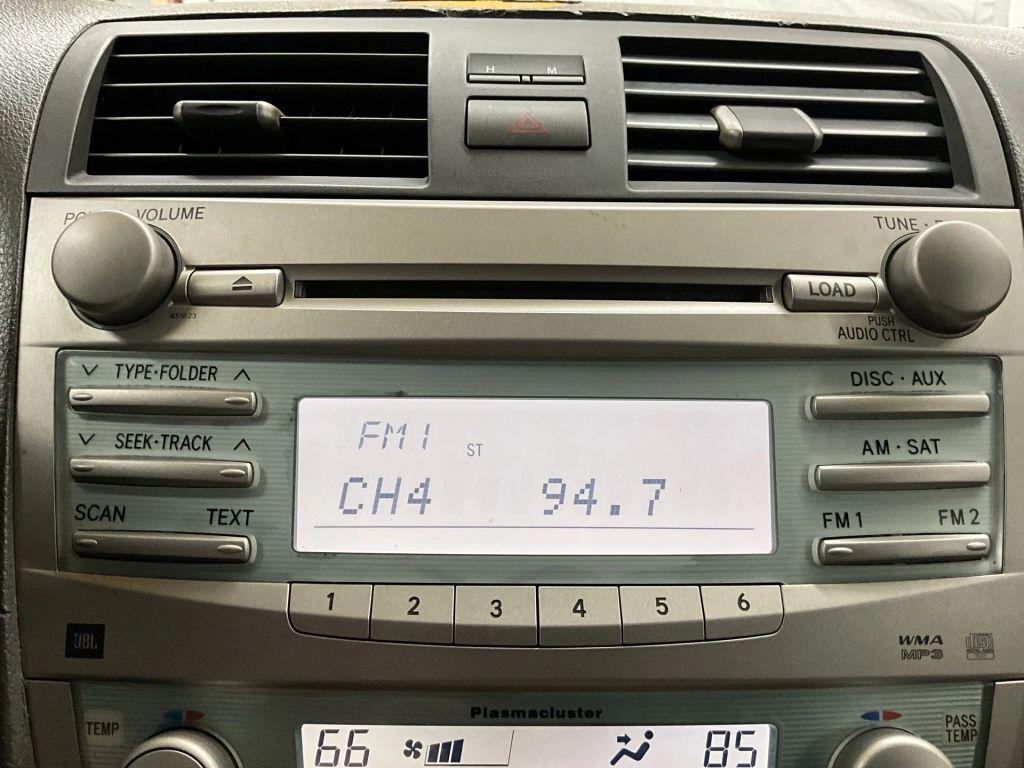 H M
VOLUME
TUNE
LOAD
A51823
PUSH
AUDIO CTRL
TYPE·FOLDER
DISC · AUX
FM1
ST
SEEK·TRACK
AM · SAT
CH4 94.7
SCAN TEXT
FM1 FM2
1 2 3 4 5 6
JBL
WMA
MP3
Plasmacluster
TEMP
PASS
TEMP
66
85